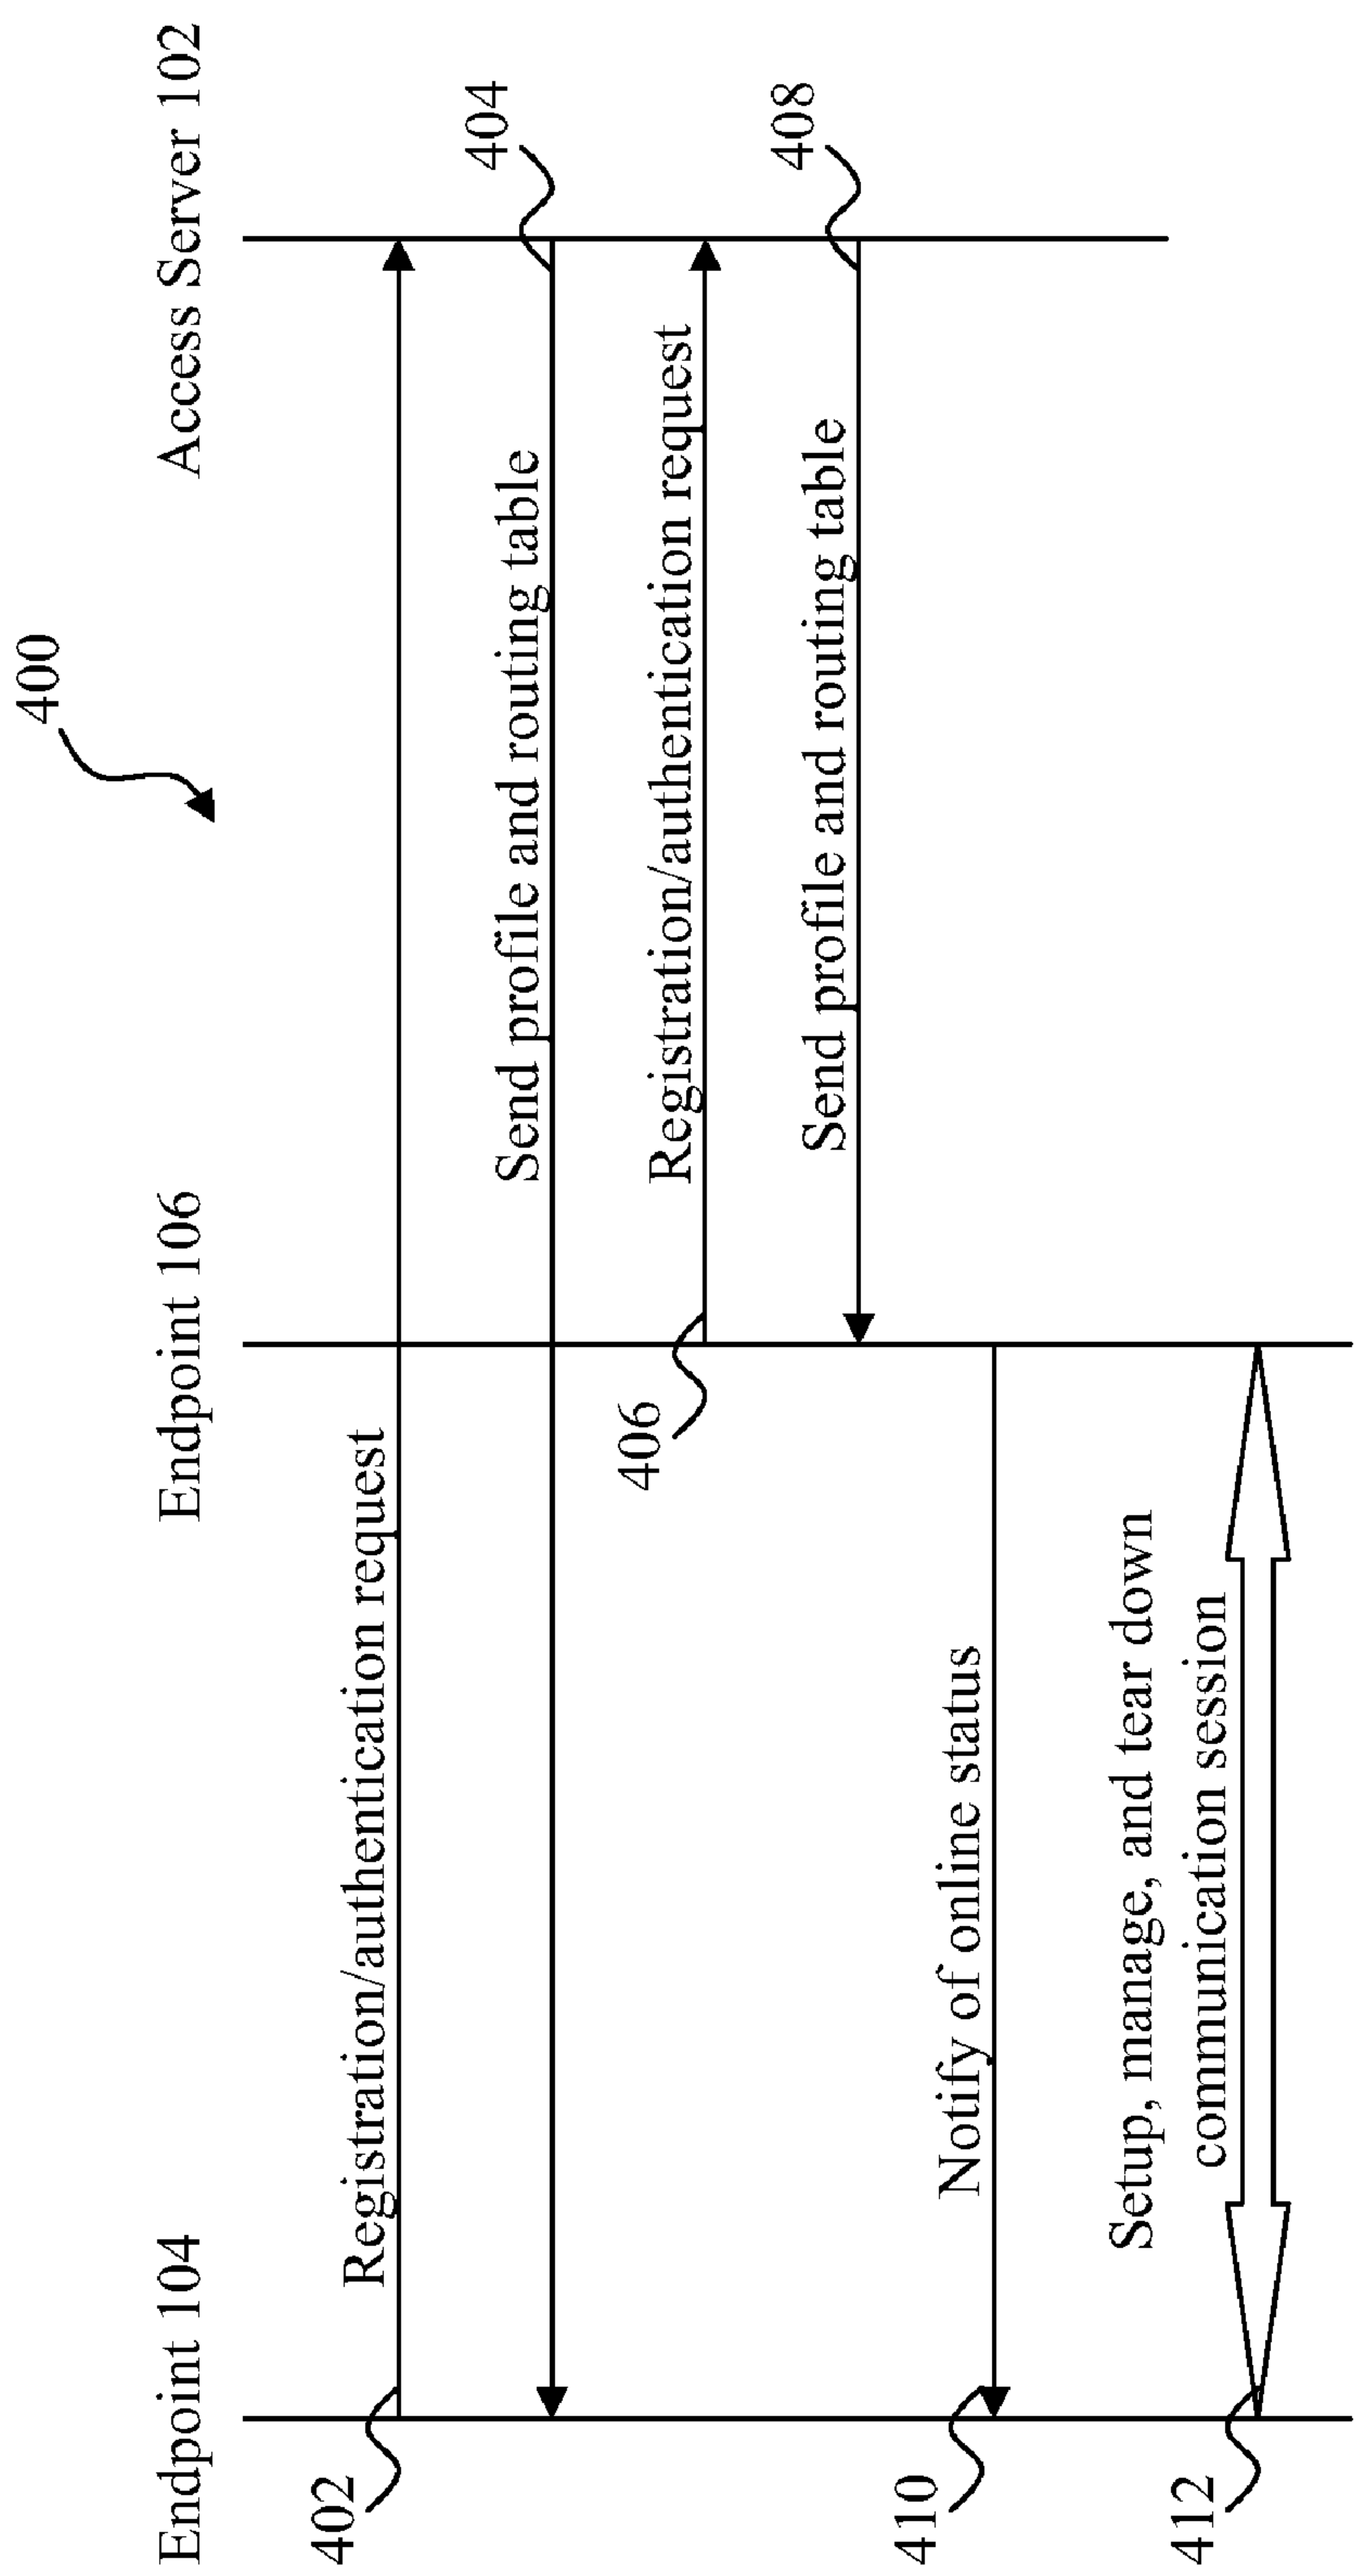 400
Endpoint 104
Endpoint 106
Access Server 102
402
Registration/authentication request
404
Send profile and routing table
406
Registration/authentication request
408
Send profile and routing table
410
Notify of online status
412
Setup, manage, and tear down
communication session